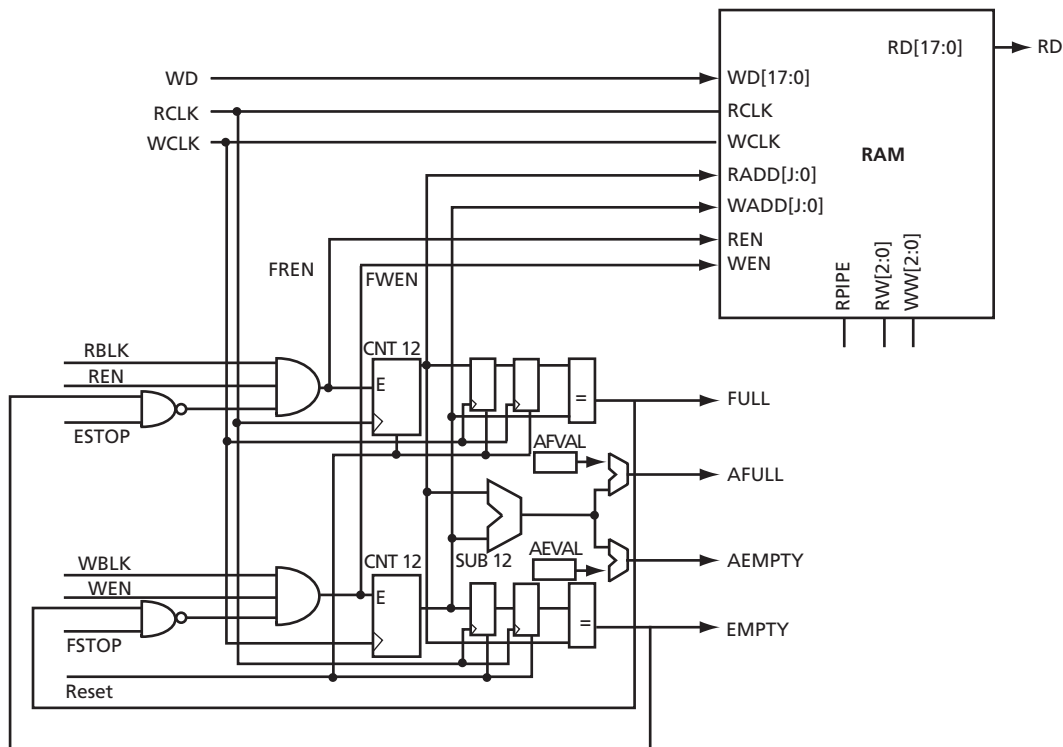 RD[17:0]
RD
WD
WD[17:0]
RCLK
RCLK
WCLK
WCLK
RAM
RADD[J:0]
WADD[J:0]
REN
FREN
FWEN
WEN
RPIPE
RW[2:0]
WW[2:0]
RBLK
CNT 12
REN
E
=
FULL
ESTOP
AFVAL
AFULL
WBLK
CNT 12
SUB 12
AEVAL
AEMPTY
WEN
E
FSTOP
=
EMPTY
Reset